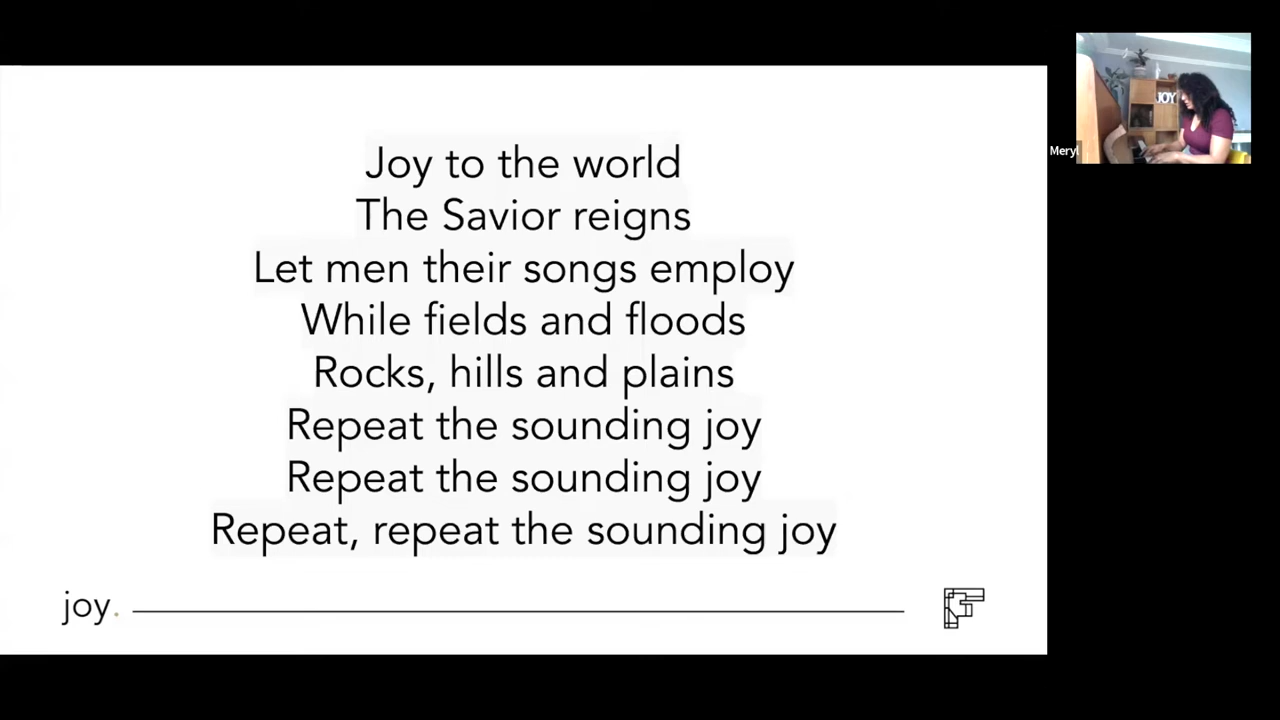 Joy to the world
The Savior reigns
Let men their songs employ
While fields and floods
Rocks, hills and plains
Repeat the sounding joy
Repeat the sounding joy
Repeat, repeat the sounding joy
joy.
JOY
Meryl